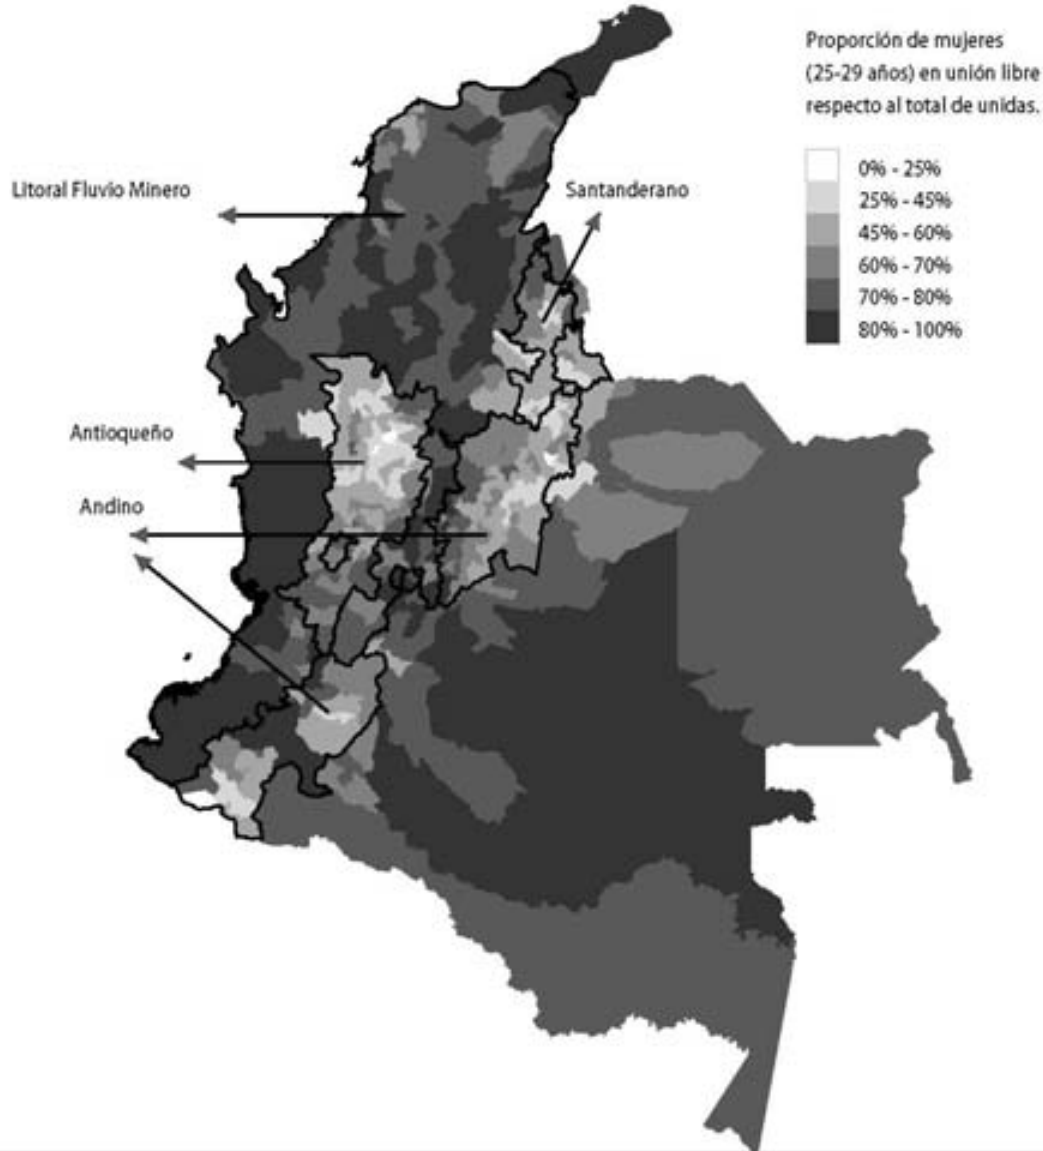 Proporción de mujeres
(25-29 años) en unión libre
respecto al total de unidas.
0% - 25%
25% - 45%
45% - 60%
60% - 70%
70% - 80%
80% - 100%
Litoral Fluvio Minero
Santanderano
Antioqueño
Andino